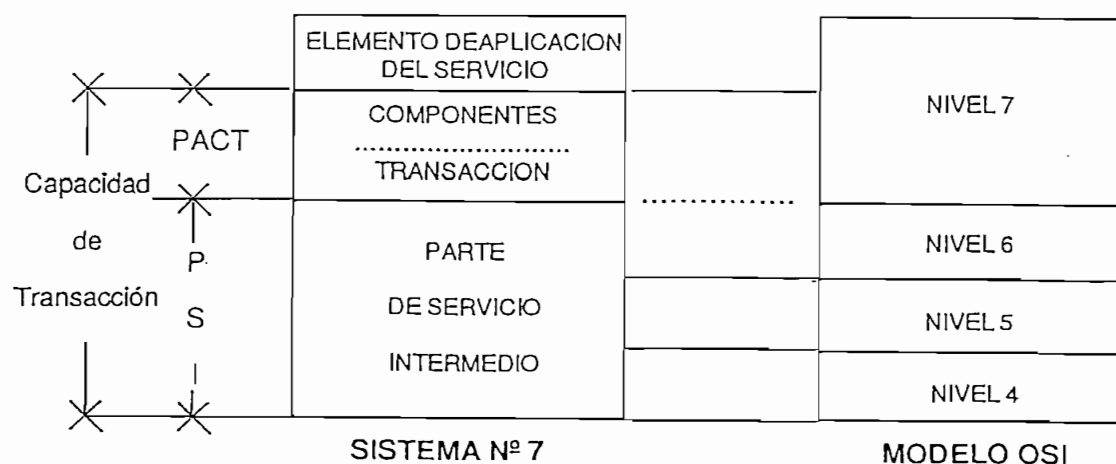 ELEMENTO DEAPLICACION
DEL SERVICIO
PACT
COMPONENTES
TRANSACCION
NIVEL 7
Capacidad
de
Transacción
P
S
I
PARTE
DE SERVICIO
INTERMEDIO
NIVEL 6
NIVEL 5
NIVEL 4
SISTEMA Nº 7
MODELO OSI